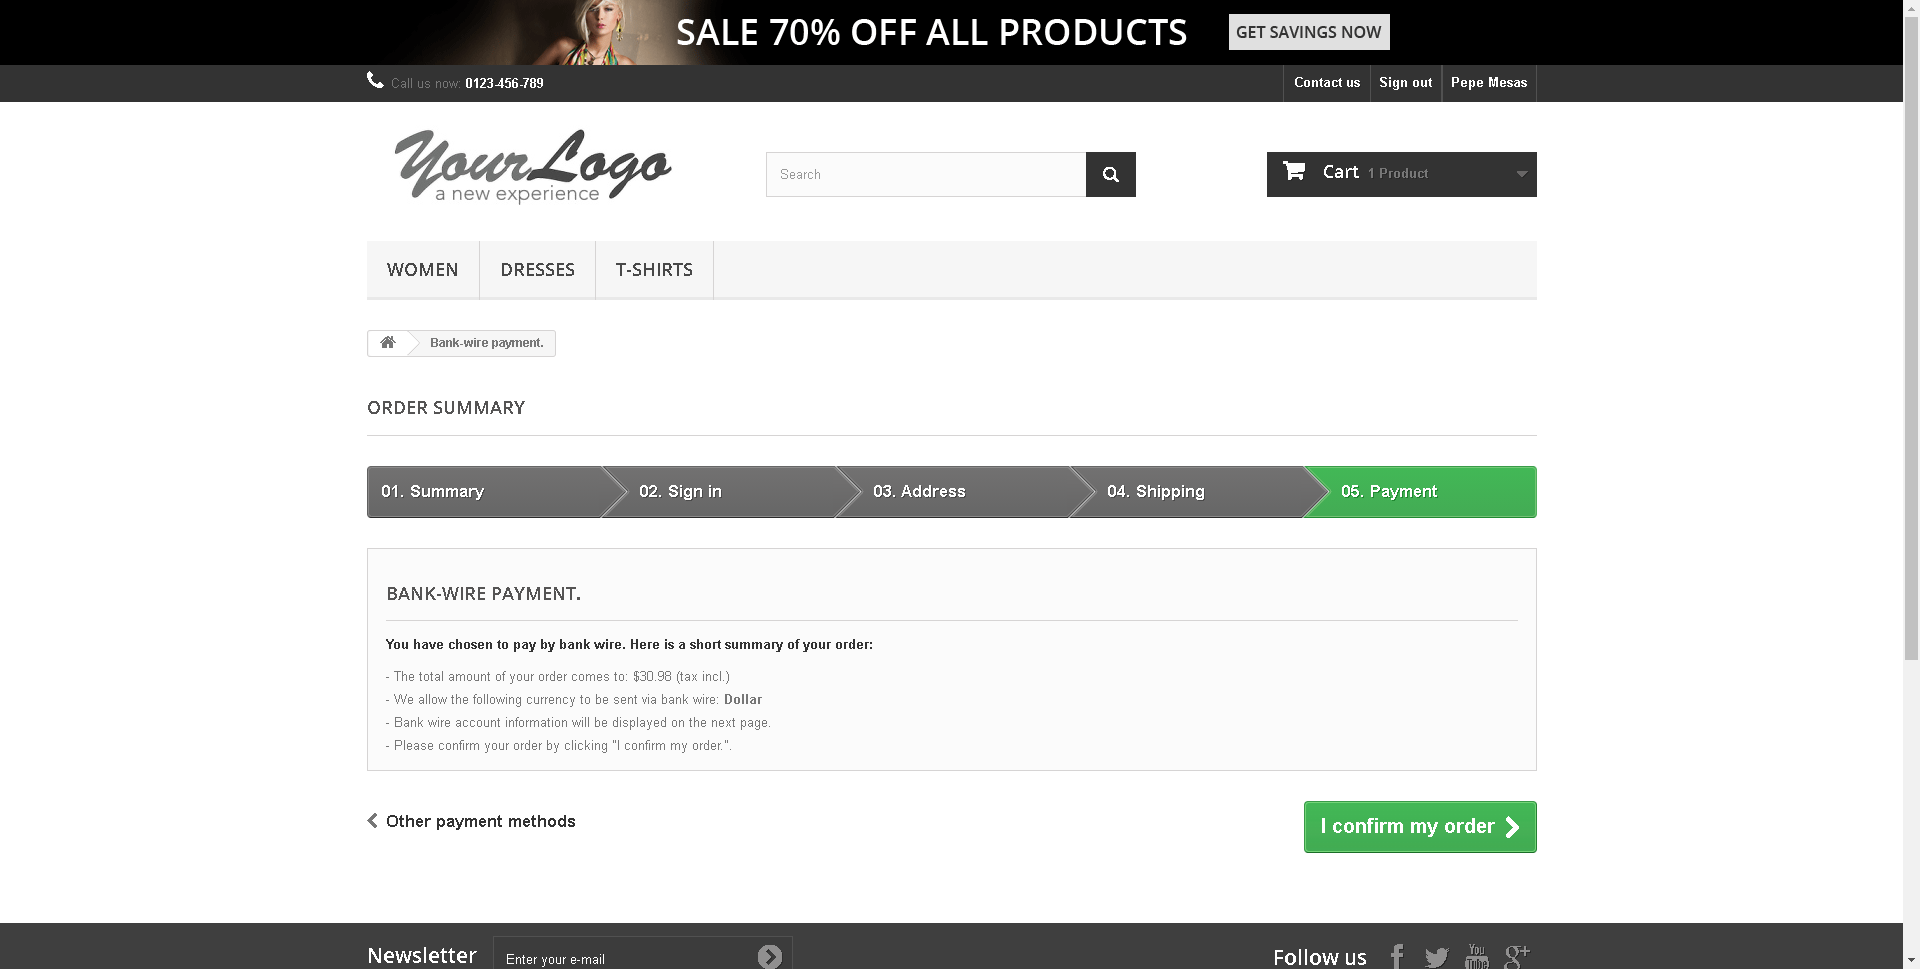 SALE 70% OFF ALL PRODUCTS
GET SAVINGS NOW
Call us now: 0123-456-789
Contact us
Sign out
Pepe Mesas
Your Logo
a new experience
Search
Cart 1 Product
WOMEN
DRESSES
T-SHIRTS
Bank-wire payment.
ORDER SUMMARY
01. Summary
02. Sign in
03. Address
04. Shipping
05. Payment
BANK-WIRE PAYMENT.
You have chosen to pay by bank wire. Here is a short summary of your order:
- The total amount of your order comes to: $30.98 (tax incl.)
- We allow the following currency to be sent via bank wire: Dollar
- Bank wire account information will be displayed on the next page.
- Please confirm your order by clicking "I confirm my order.".
Other payment methods
I confirm my order
Newsletter
Enter your e-mail
Follow us
You
Tube
g+